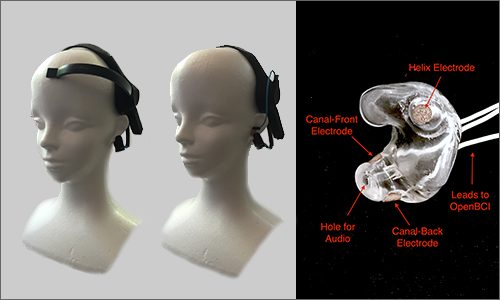 Helix Electrode
Canal-Front
Electrode
Leads to
OpenBCI
Hole for
Audio
Canal-Back
Electrode